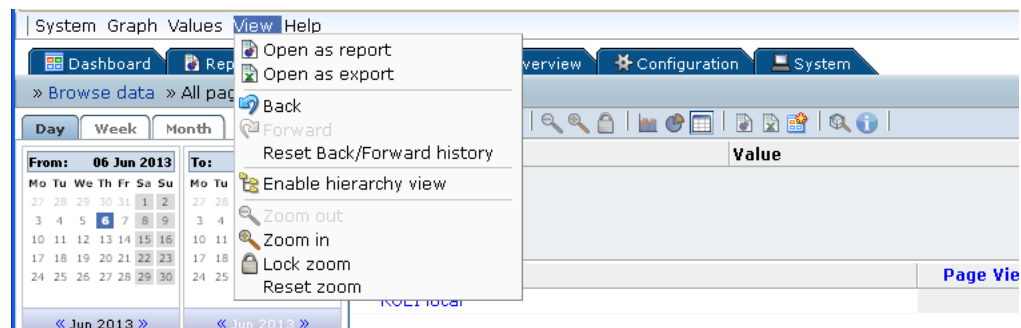 System Graph Values View Help
Dashboard Rep verview Configuration System
» Browse data » All pag
Open as report
Open as export
Back
Forward
Reset Back/Forward history
Enable hierarchy view
Zoom out
Zoom in
Lock zoom
Reset zoom
Day Week Month
From: 06 Jun 2013 To:
Mo Tu We Th Fr Sa Su Mo Tu
27 28 29 30 31 1 2 27 28
3 4 5 6 7 8 9 3 4
10 11 12 13 14 15 16 10 11
17 18 19 20 21 22 23 17 18
24 25 26 27 28 29 30 24 25
« Jun 2013 » « Jun 2013 »
Value
Page Vie
local